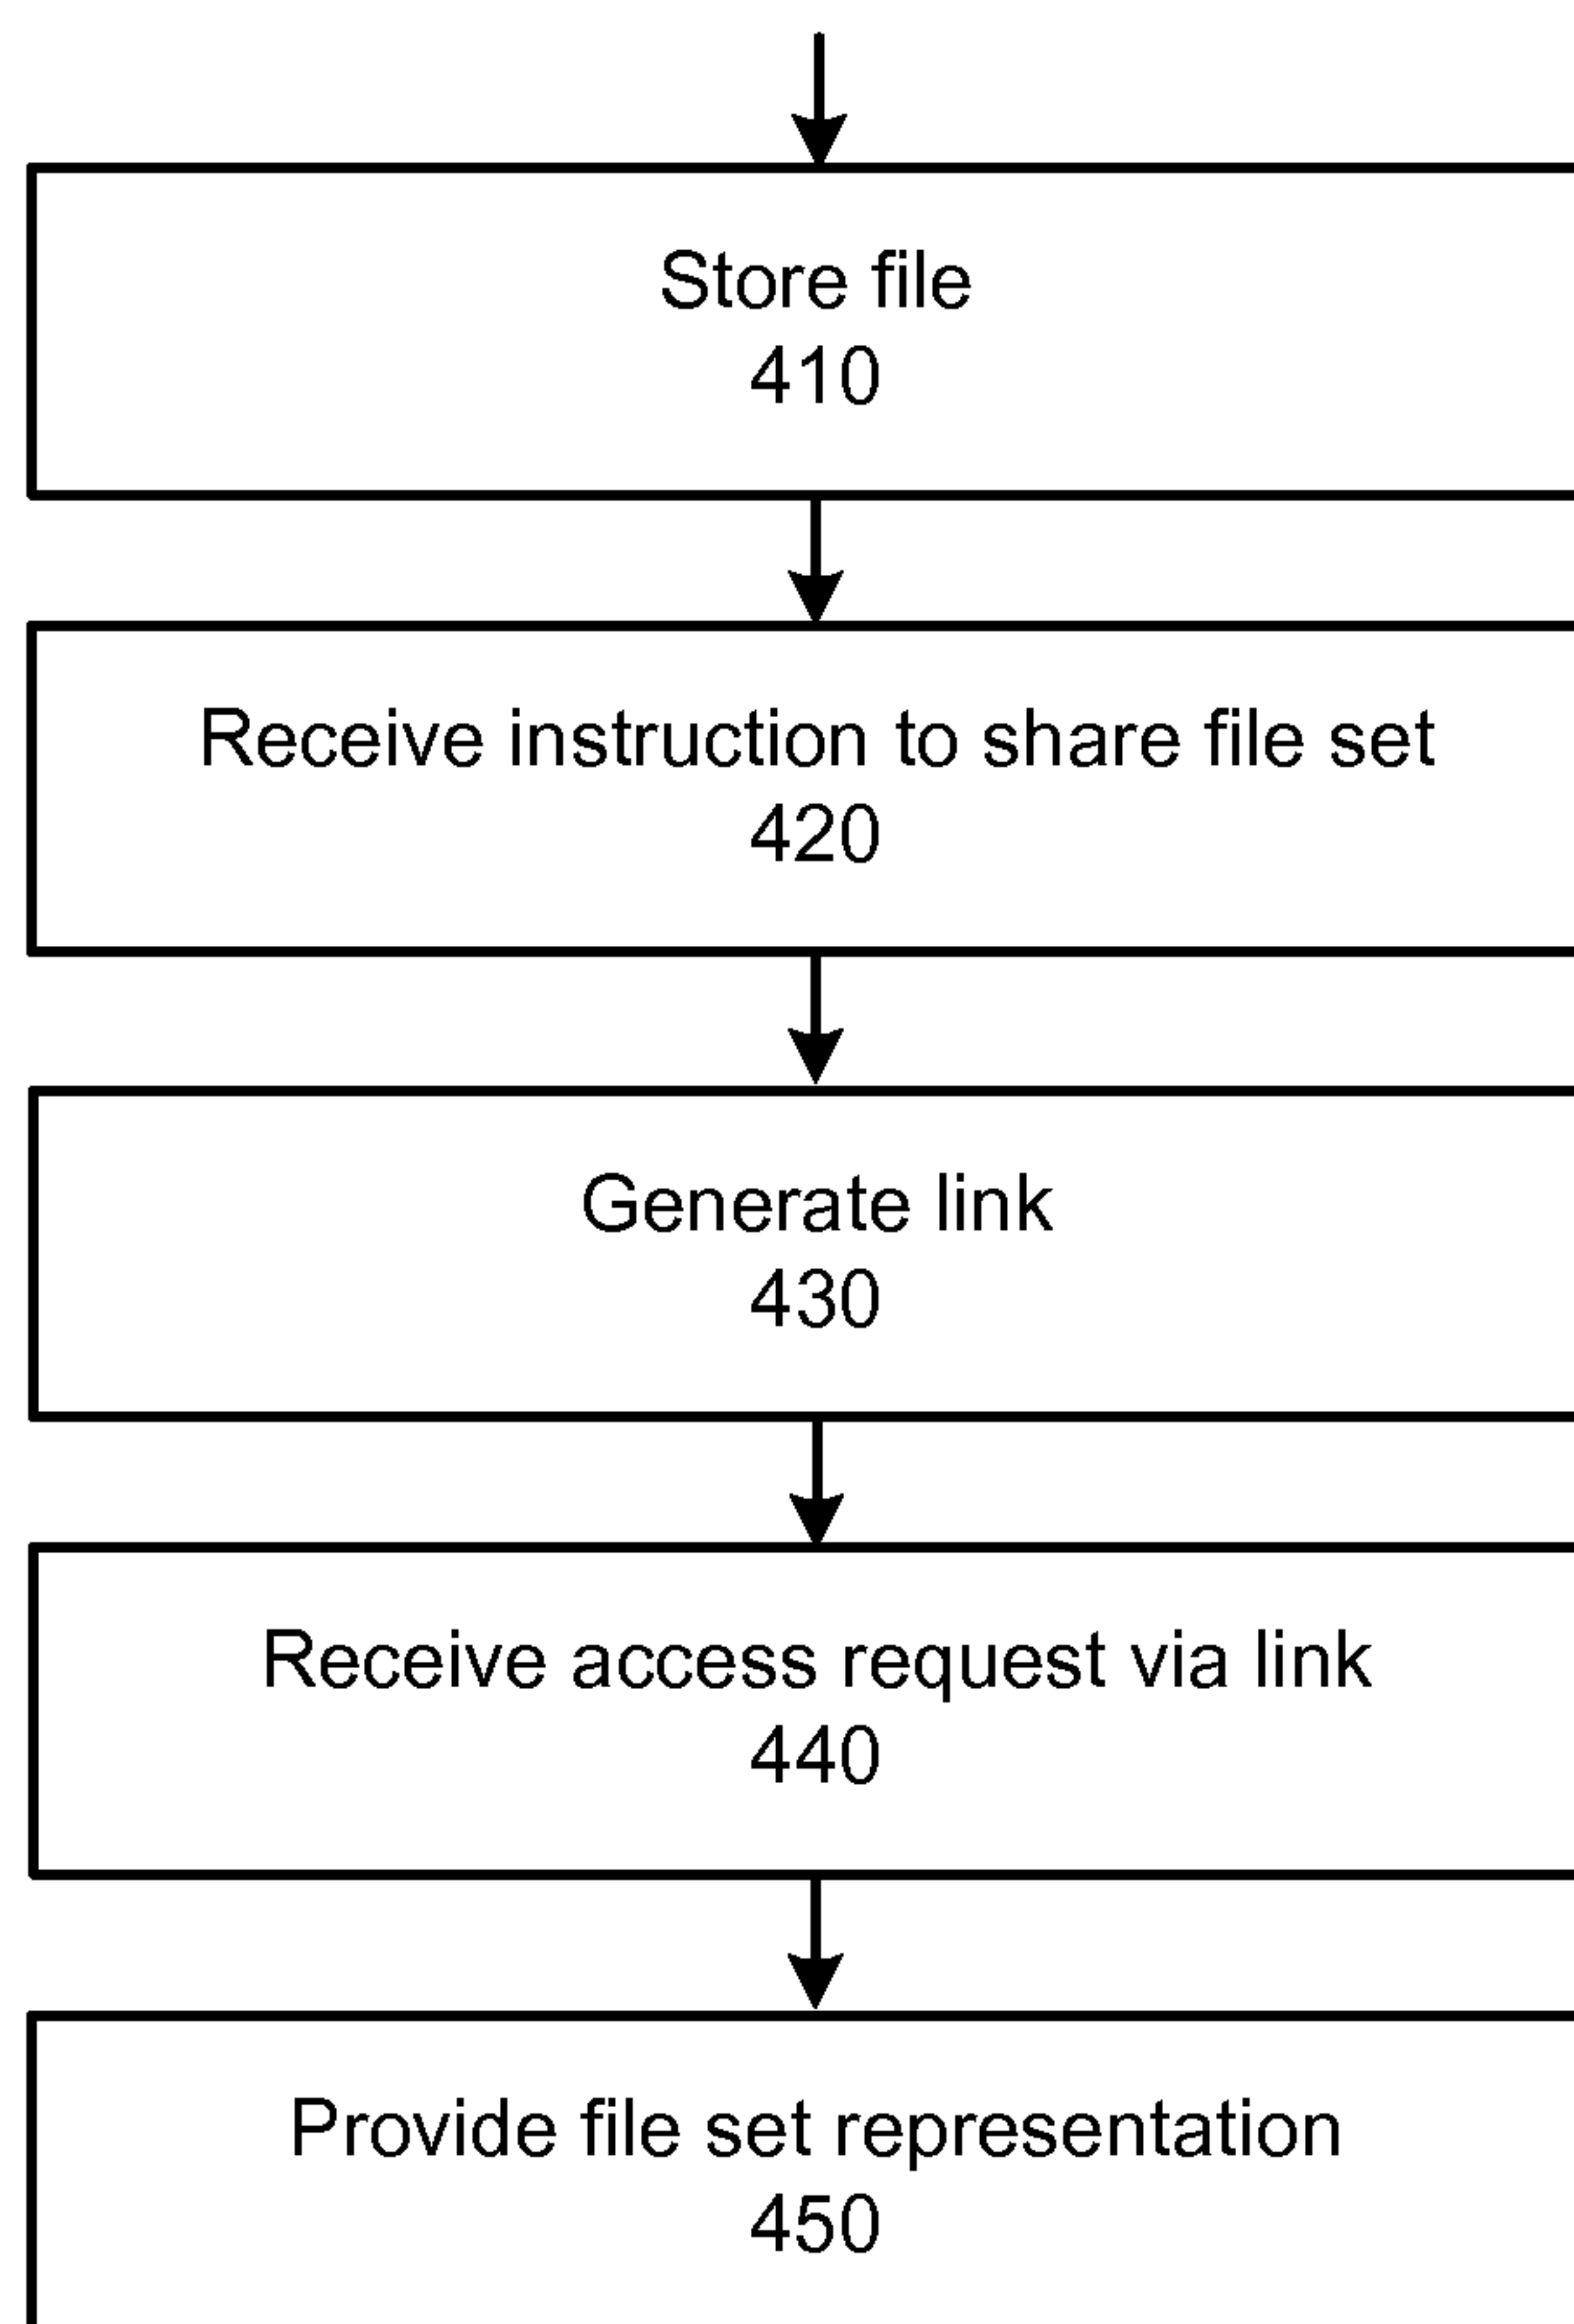 Store file
410
Receive instruction to share file set
420
Generate link
430
Receive access request via link
440
Provide file set representation
450